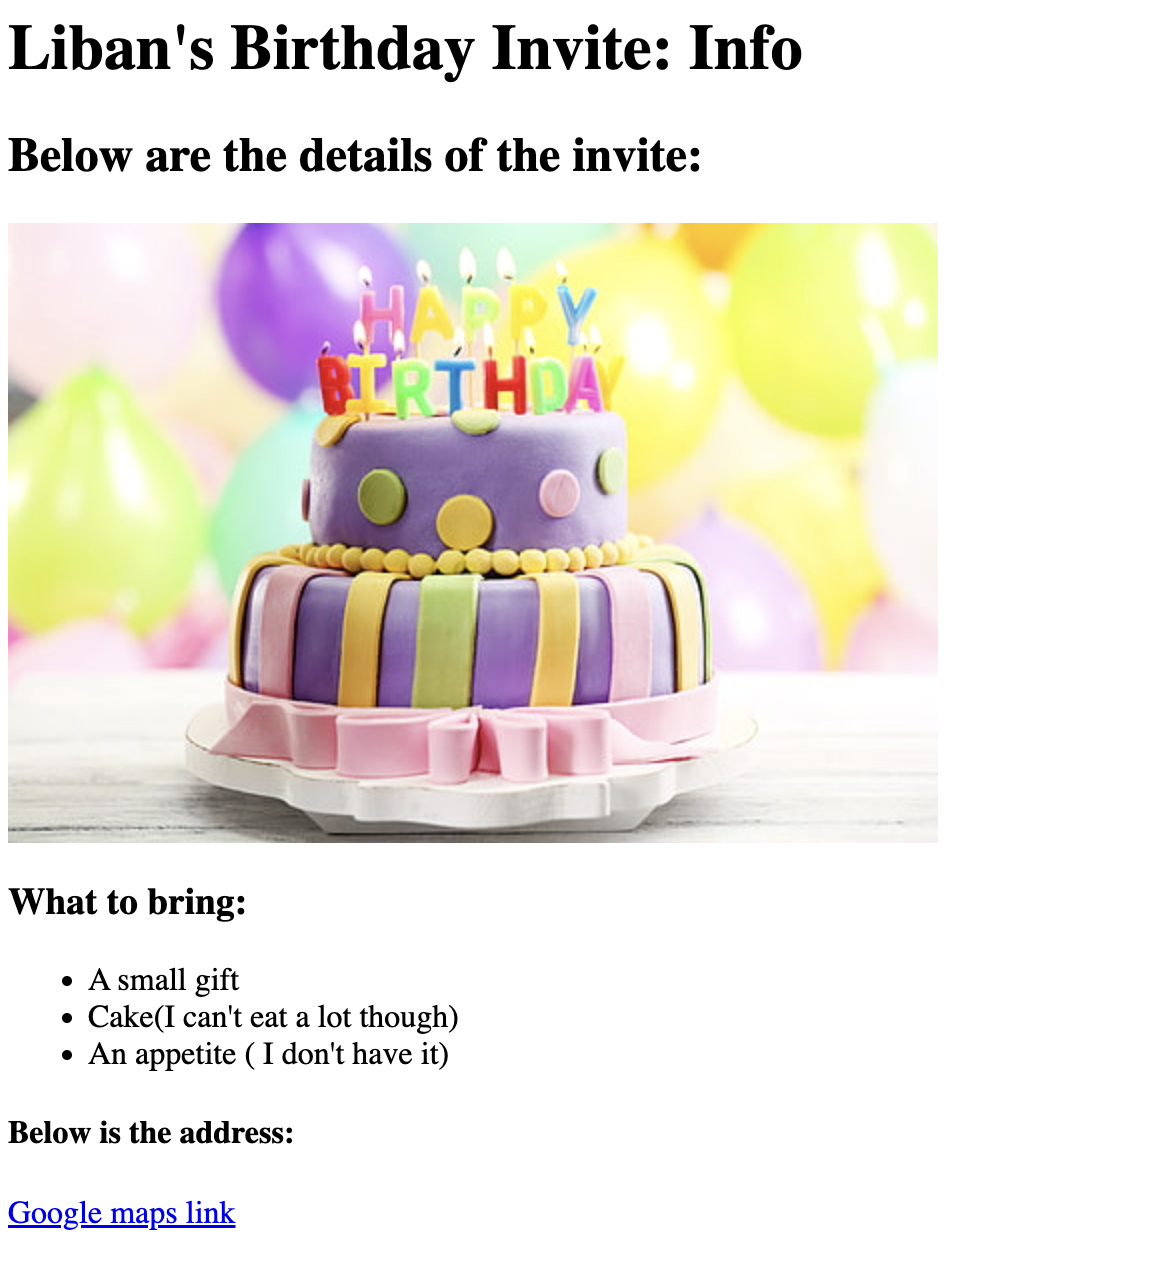 Liban's Birthday Invite: Info
Below are the details of the invite:
HAPPY
BIRTHDAY
What to bring:
A small gift
Cake(I can't eat a lot though)
An appetite ( I don't have it)
Below is the address:
Google maps link